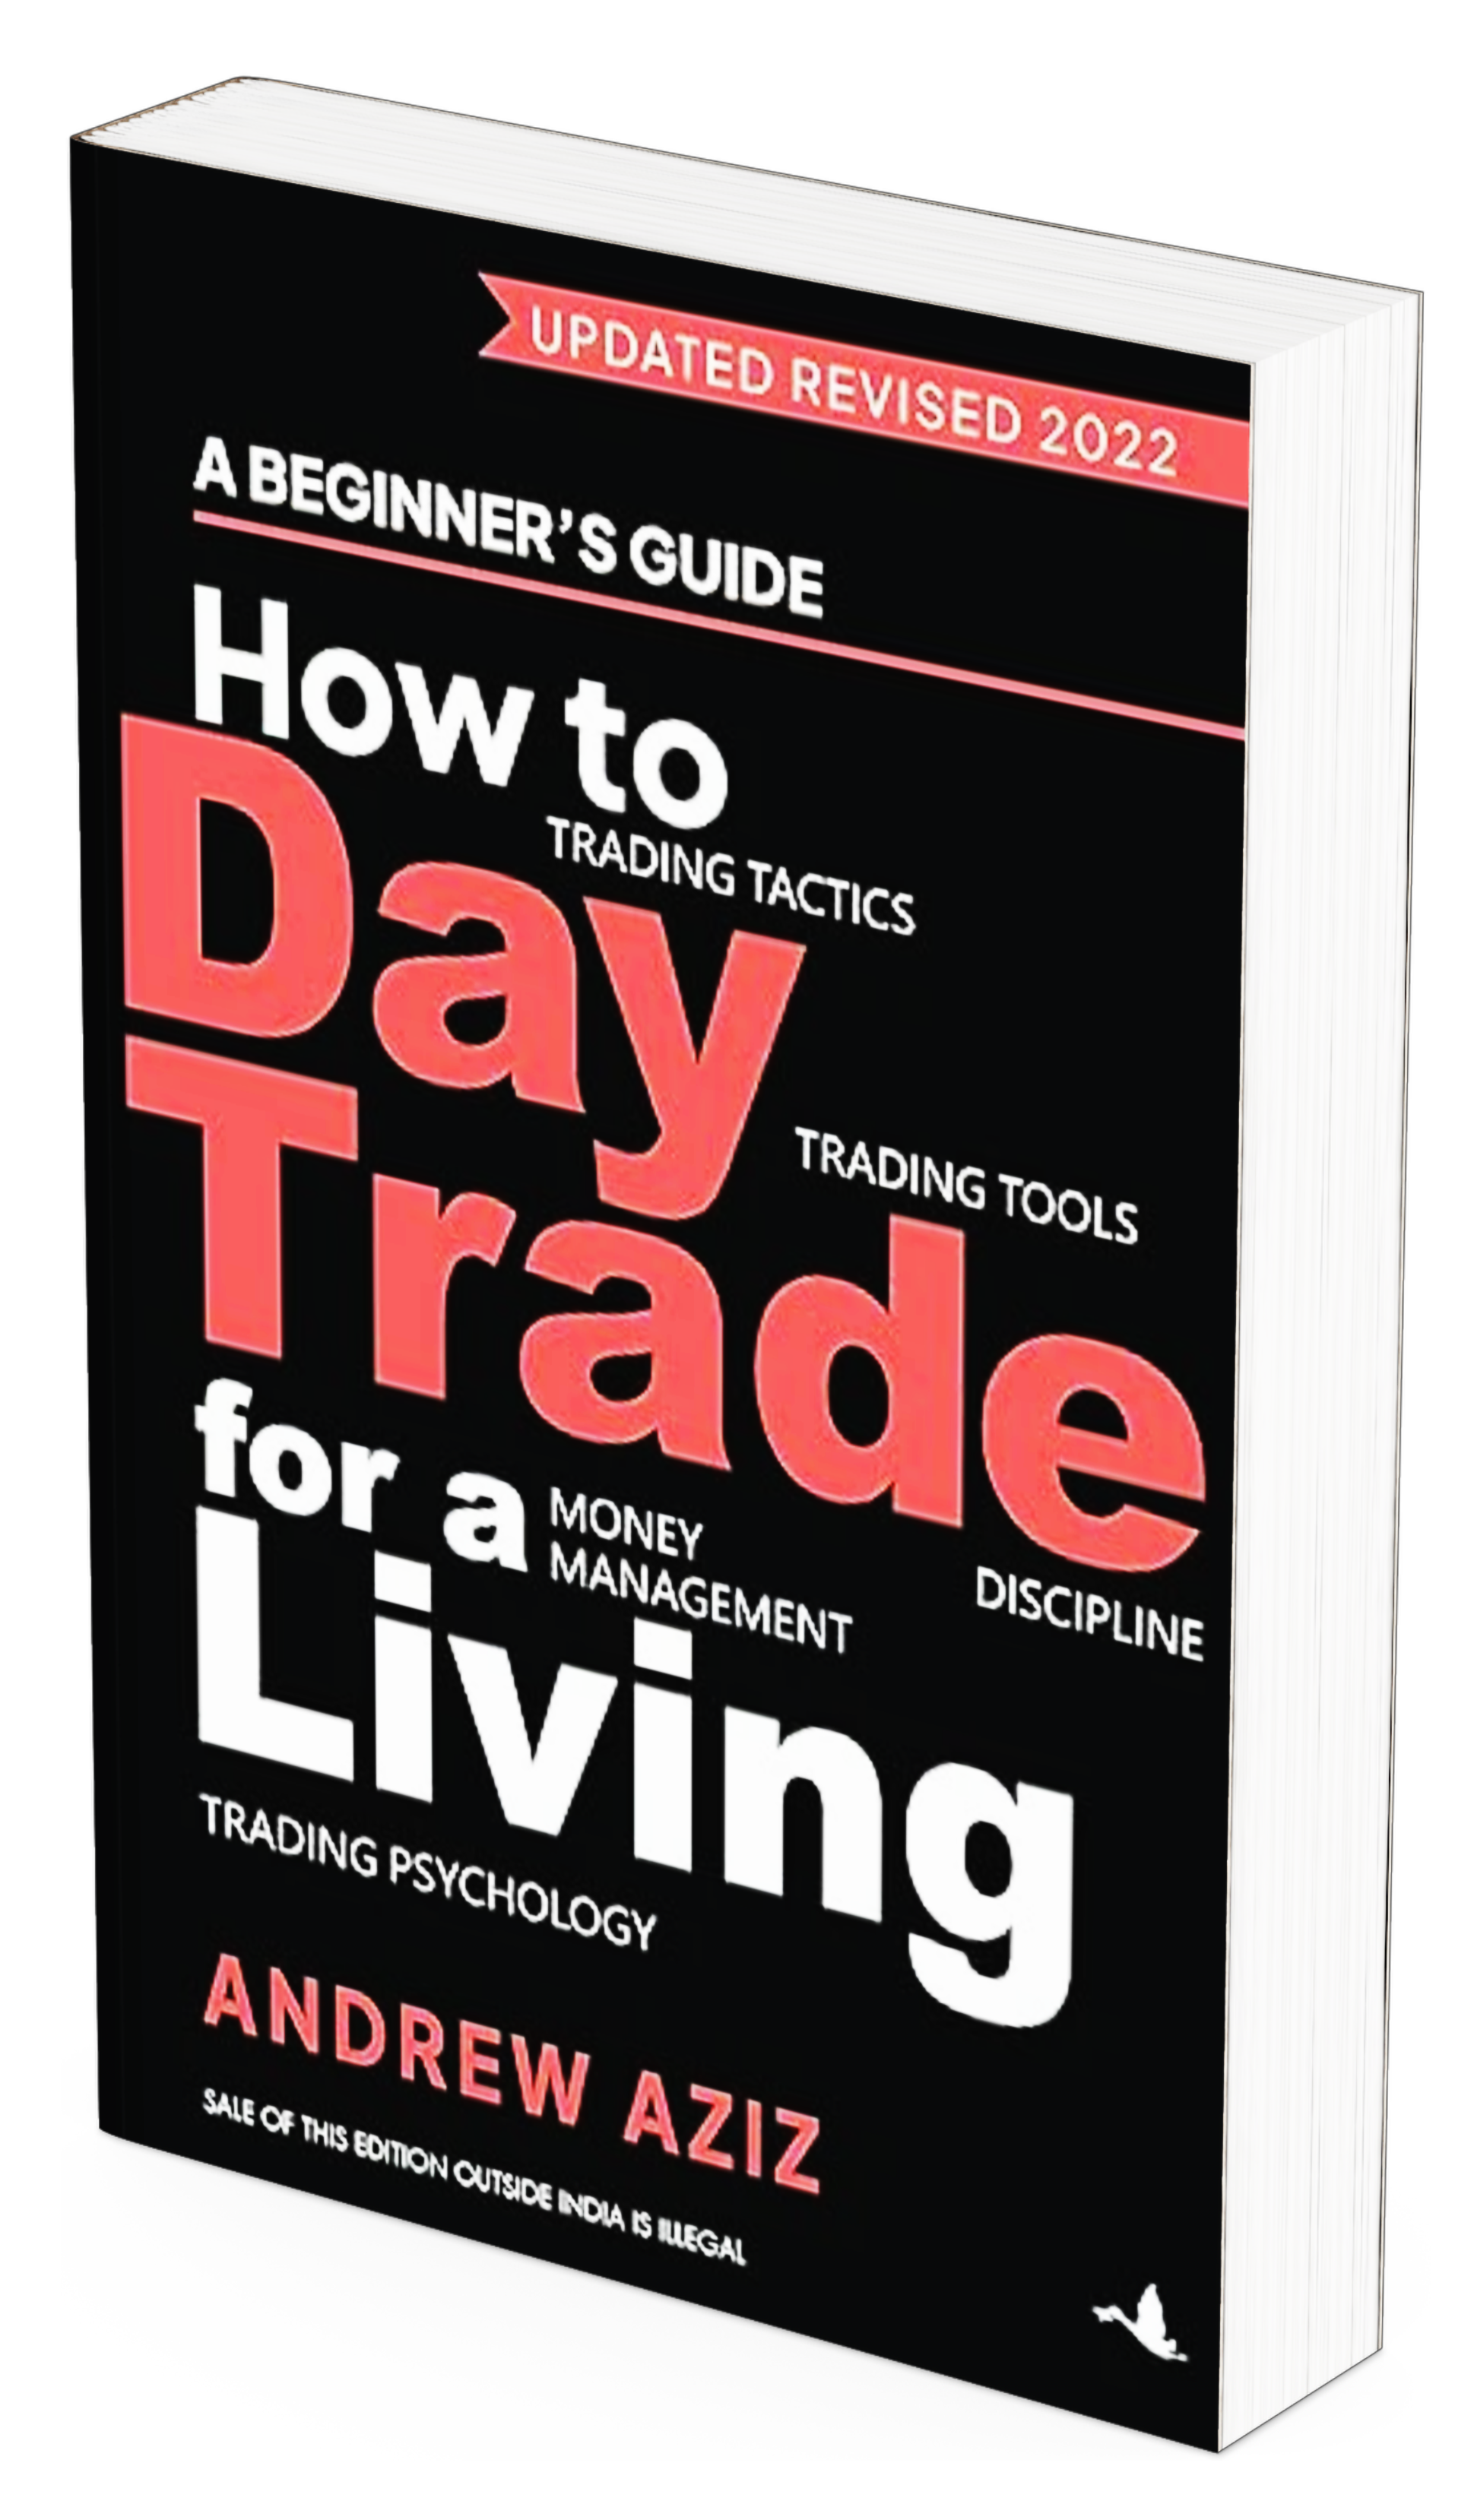 UPDATED REVISED 2022
A BEGINNER'S GUIDE
How to
TRADING TACTICS
Day
TRADING TOOLS
Trade
for a
MONEY
MANAGEMENT
DISCIPLINE
Living
TRADING PSYCHOLOGY
ANDREW AZIZ
SALE OF THIS EDITION OUTSIDE INDIA IS ILLEGAL